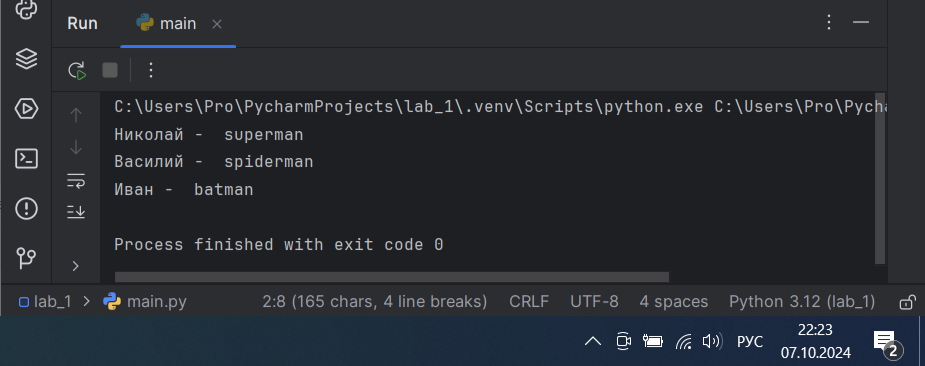 Run main
C:\Users\Pro\PycharmProjects\lab_1\.venv\Scripts\python.exe C:\Users\Pro\Pycha
Николай -  superman
Василий -  spiderman
Иван -  batman
Process finished with exit code 0
lab_1 main.py 2:8 (165 chars, 4 line breaks) CRLF UTF-8 4 spaces Python 3.12 (lab_1)
РУС 22:23
07.10.2024 2